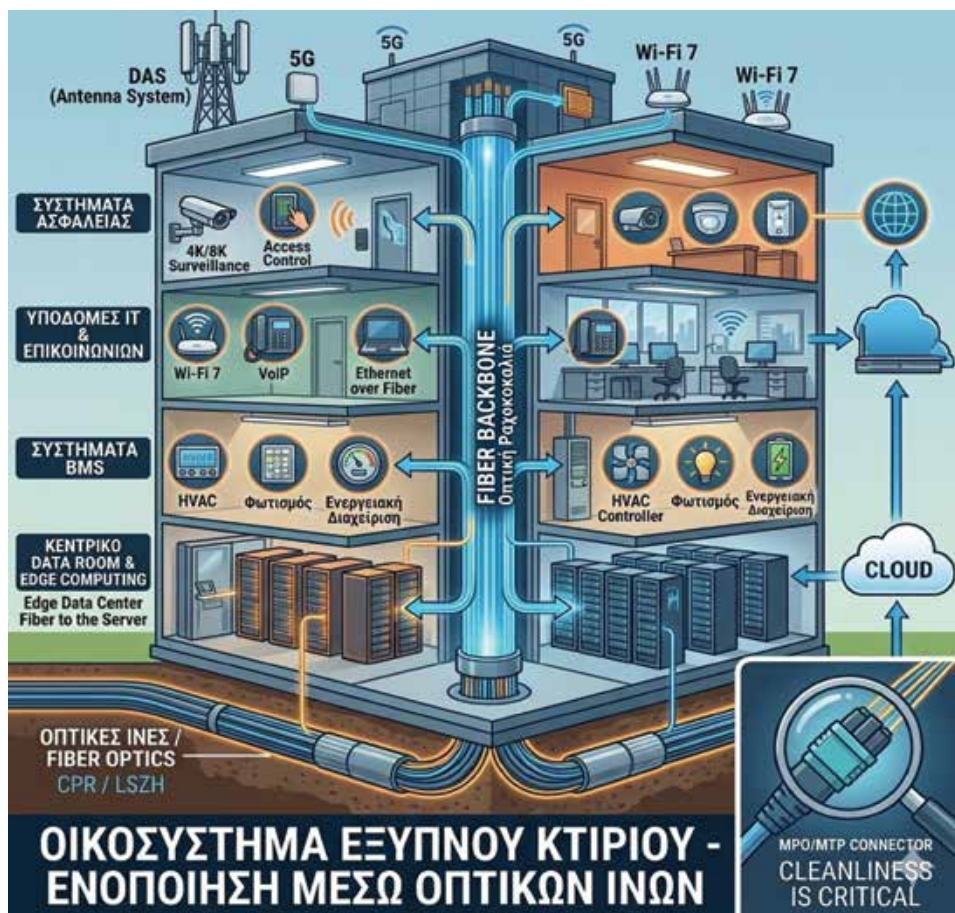 DAS
(Antenna System)
5G
5G
5G
Wi-Fi 7
Wi-Fi 7
ΣΥΣΤΗΜΑΤΑ
ΑΣΦΑΛΕΙΑΣ
4K/8K
Surveillance
Access
Control
ΥΠΟΔΟΜΕΣ IT
&
ΕΠΙΚΟΙΝΩΝΙΩΝ
Wi-Fi 7
VoIP
Ethernet
over Fiber
FIBER BACKBONE
Οπτική Ραχοκοκαλιά
ΣΥΣΤΗΜΑΤΑ
BMS
HVAC
Φωτισμός
Ενεργειακή
Διαχείριση
HVAC
Controller
Φωτισμός
Ενεργειακή
Διαχείριση
ΚΕΝΤΡΙΚΟ
DATA ROOM &
EDGE COMPUTING
Edge Data Center
Fiber to the Server
CLOUD
ΟΠΤΙΚΕΣ ΙΝΕΣ /
FIBER OPTICS
CPR / LSZH
ΟΙΚΟΣΥΣΤΗΜΑ ΕΞΥΠΝΟΥ ΚΤΙΡΙΟΥ -
ΕΝΟΠΟΙΗΣΗ ΜΕΣΩ ΟΠΤΙΚΩΝ ΙΝΩΝ
MPO/MTP CONNECTOR
CLEANLINESS
IS CRITICAL